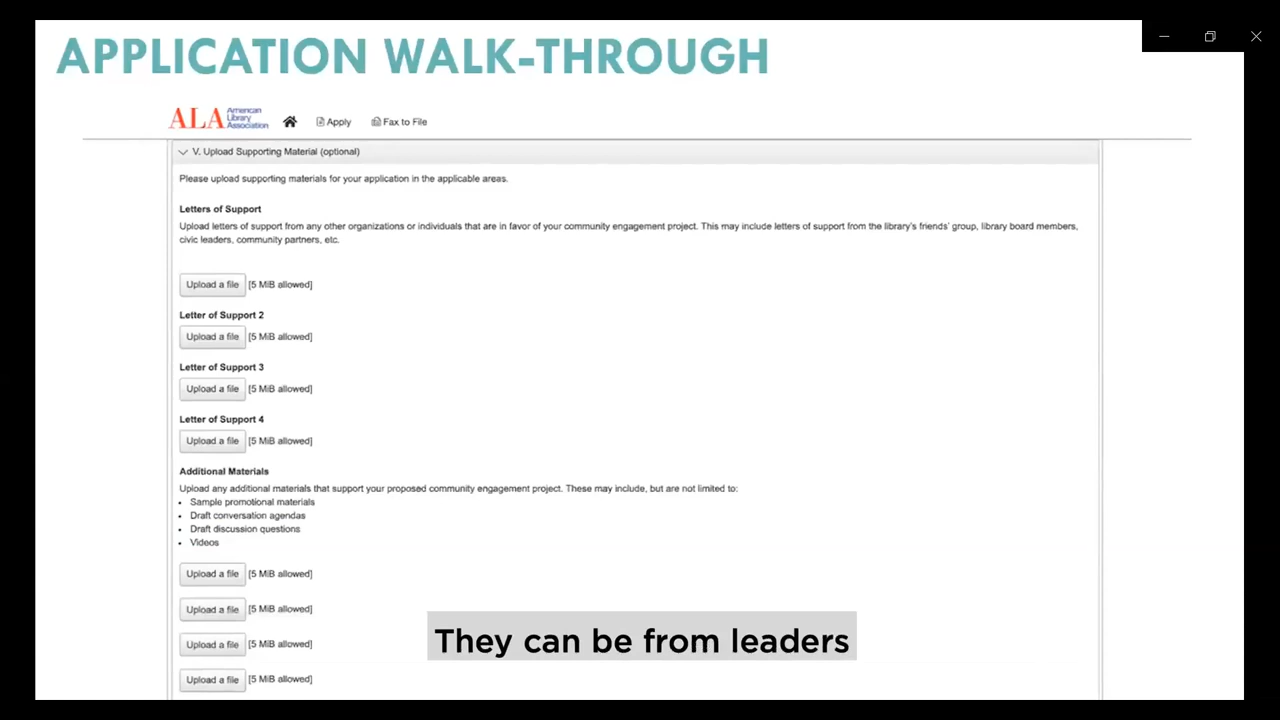 APPLICATION WALK-THROUGH
ALA American Library Association
Apply
Fax to File
V. Upload Supporting Material (optional)
Please upload supporting materials for your application in the applicable areas.
Letters of Support
Upload letters of support from any other organizations or individuals that are in favor of your community engagement project. This may include letters of support from the library's friends' group, library board members,
civic leaders, community partners, etc.
Upload a file [5 MiB allowed]
Letter of Support 2
Upload a file [5 MiB allowed]
Letter of Support 3
Upload a file [5 MiB allowed]
Letter of Support 4
Upload a file [5 MiB allowed]
Additional Materials
Upload any additional materials that support your proposed community engagement project. These may include, but are not limited to:
• Sample promotional materials
• Draft conversation agendas
• Draft discussion questions
• Videos
Upload a file [5 MiB allowed]
Upload a file [5 MiB allowed]
Upload a file [5 MiB allowed]
Upload a file [5 MiB allowed]
They can be from leaders